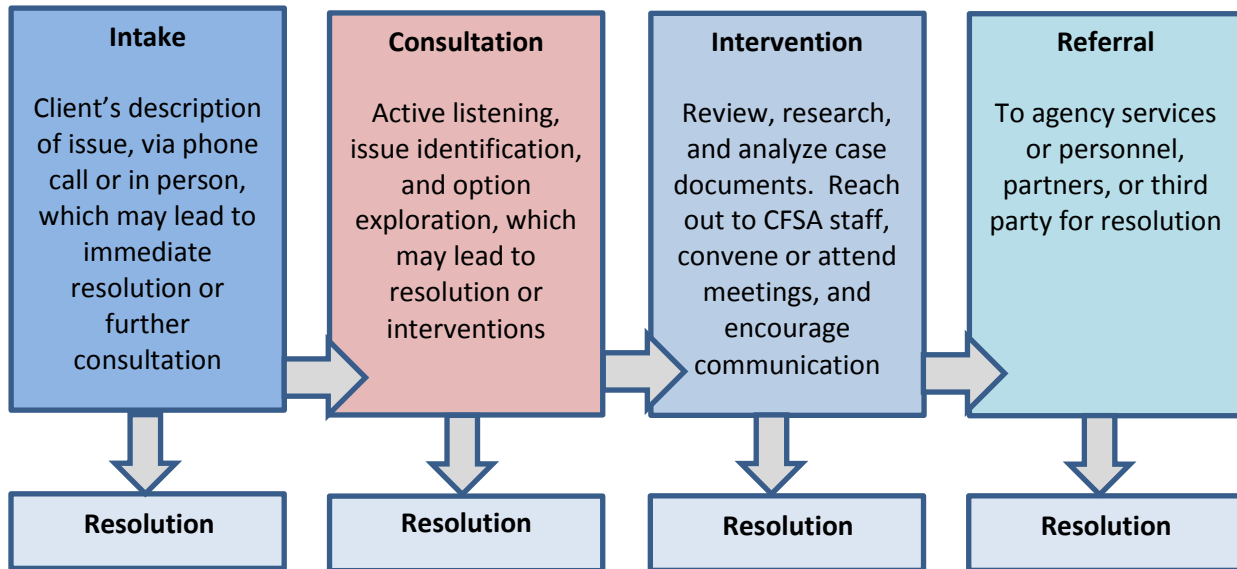 Intake
Client’s description
of issue, via phone
call or in person,
which may lead to
immediate
resolution or
further
consultation
Consultation
Active listening,
issue identification,
and option
exploration, which
may lead to
resolution or
interventions
Intervention
Review, research,
and analyze case
documents.  Reach
out to CFSA staff,
convene or attend
meetings, and
encourage
communication
Referral
To agency services
or personnel,
partners, or third
party for resolution
Resolution
Resolution
Resolution
Resolution